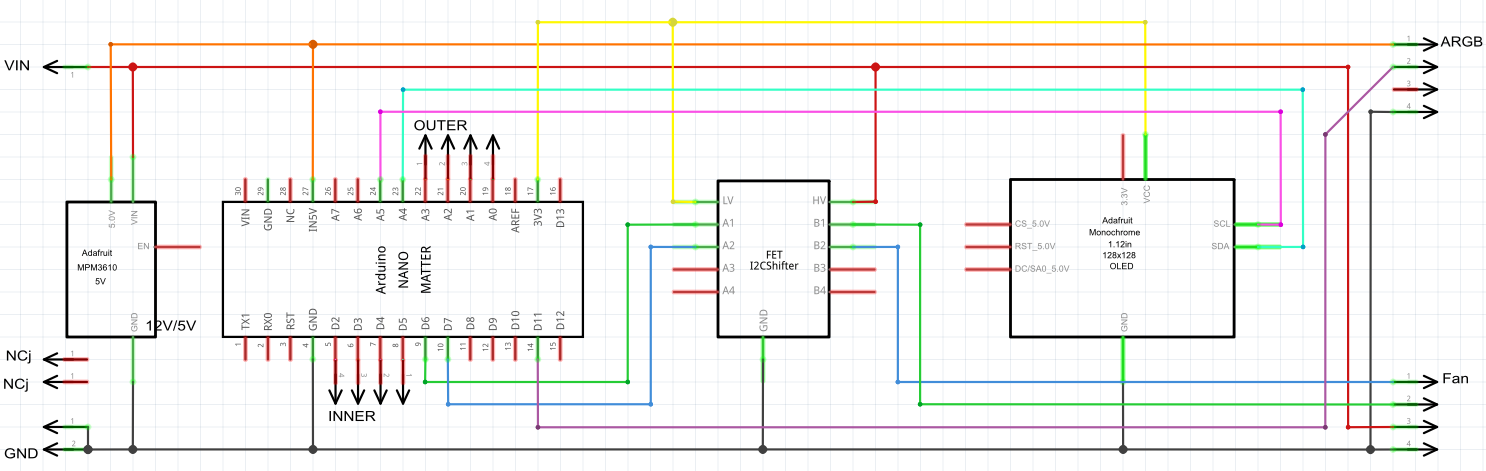 1
ARGB
VIN
1
2
3
4
OUTER
1
2
3
4
30
29
28
27
26
25
24
23
22
21
20
19
18
17
16
VIN
GND
NC
IN5V
A7
A6
A5
A4
A3
A2
A1
A0
AREF
3V3
D13
5.0V
VIN
EN
Adafruit
MPM3610
5V
GND
12V/5V
Arduino
NANO
MATTER
TX1
RX0
RST
GND
D2
D3
D4
D5
D6
D7
D8
D9
D10
D11
D12
1
2
3
4
5
6
7
8
9
10
11
12
13
14
15
4
3
2
1
INNER
LV
HV
A1
B1
A2
B2
A3
B3
A4
B4
FET
I2CShifter
GND
3.3V
VCC
CS_5.0V
RST_5.0V
DC/SA0_5.0V
Adafruit
Monochrome
1.12in
128x128
OLED
SCL
SDA
GND
NCj
1
NCj
1
1
GND
2
1
Fan
2
3
4